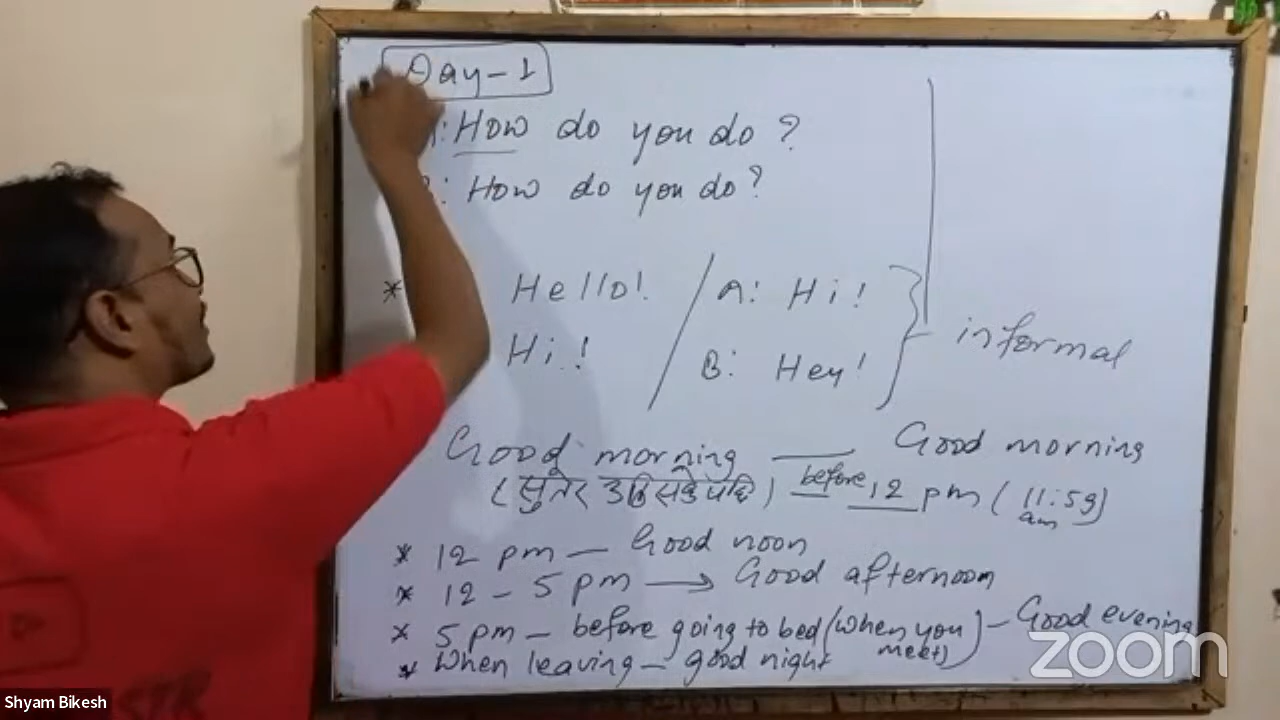 Day-1
A: How do you do?
B: How do you do?
* Hello! / A: Hi!
Hi! B: Hey! } informal
Good morning — Good morning
(सुतेर उठिसकेपछि) before 12 pm (11:59 am)
* 12 pm — Good noon
* 12 - 5 pm → Good afternoon
* 5 pm - before going to bed (when you meet) - Good evening
* When leaving - good night
zoom
Shyam Bikesh